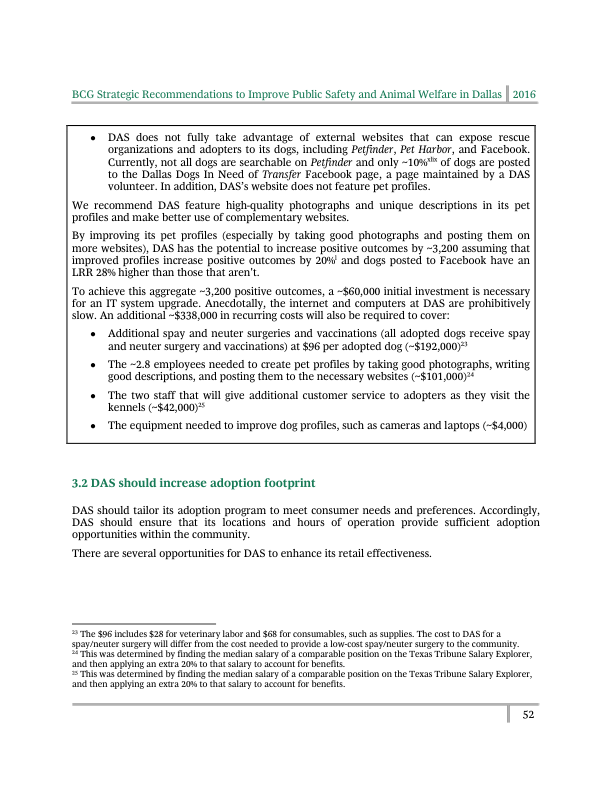 BCG Strategic Recommendations to Improve Public Safety and Animal Welfare in Dallas 2016
• DAS does not fully take advantage of external websites that can expose rescue
organizations and adopters to its dogs, including Petfinder, Pet Harbor, and Facebook.
Currently, not all dogs are searchable on Petfinder and only ~10%xlix of dogs are posted
to the Dallas Dogs In Need of Transfer Facebook page, a page maintained by a DAS
volunteer. In addition, DAS's website does not feature pet profiles.
We recommend DAS feature high-quality photographs and unique descriptions in its pet
profiles and make better use of complementary websites.
By improving its pet profiles (especially by taking good photographs and posting them on
more websites), DAS has the potential to increase positive outcomes by ~3,200 assuming that
improved profiles increase positive outcomes by 20%l and dogs posted to Facebook have an
LRR 28% higher than those that aren't.
To achieve this aggregate ~3,200 positive outcomes, a ~$60,000 initial investment is necessary
for an IT system upgrade. Anecdotally, the internet and computers at DAS are prohibitively
slow. An additional ~$338,000 in recurring costs will also be required to cover:
• Additional spay and neuter surgeries and vaccinations (all adopted dogs receive spay
and neuter surgery and vaccinations) at $96 per adopted dog (~$192,000)23
• The ~2.8 employees needed to create pet profiles by taking good photographs, writing
good descriptions, and posting them to the necessary websites (~$101,000)24
• The two staff that will give additional customer service to adopters as they visit the
kennels (~$42,000)25
• The equipment needed to improve dog profiles, such as cameras and laptops (~$4,000)
3.2 DAS should increase adoption footprint
DAS should tailor its adoption program to meet consumer needs and preferences. Accordingly,
DAS should ensure that its locations and hours of operation provide sufficient adoption
opportunities within the community.
There are several opportunities for DAS to enhance its retail effectiveness.
23 The $96 includes $28 for veterinary labor and $68 for consumables, such as supplies. The cost to DAS for a
spay/neuter surgery will differ from the cost needed to provide a low-cost spay/neuter surgery to the community.
24 This was determined by finding the median salary of a comparable position on the Texas Tribune Salary Explorer,
and then applying an extra 20% to that salary to account for benefits.
25 This was determined by finding the median salary of a comparable position on the Texas Tribune Salary Explorer,
and then applying an extra 20% to that salary to account for benefits.
52